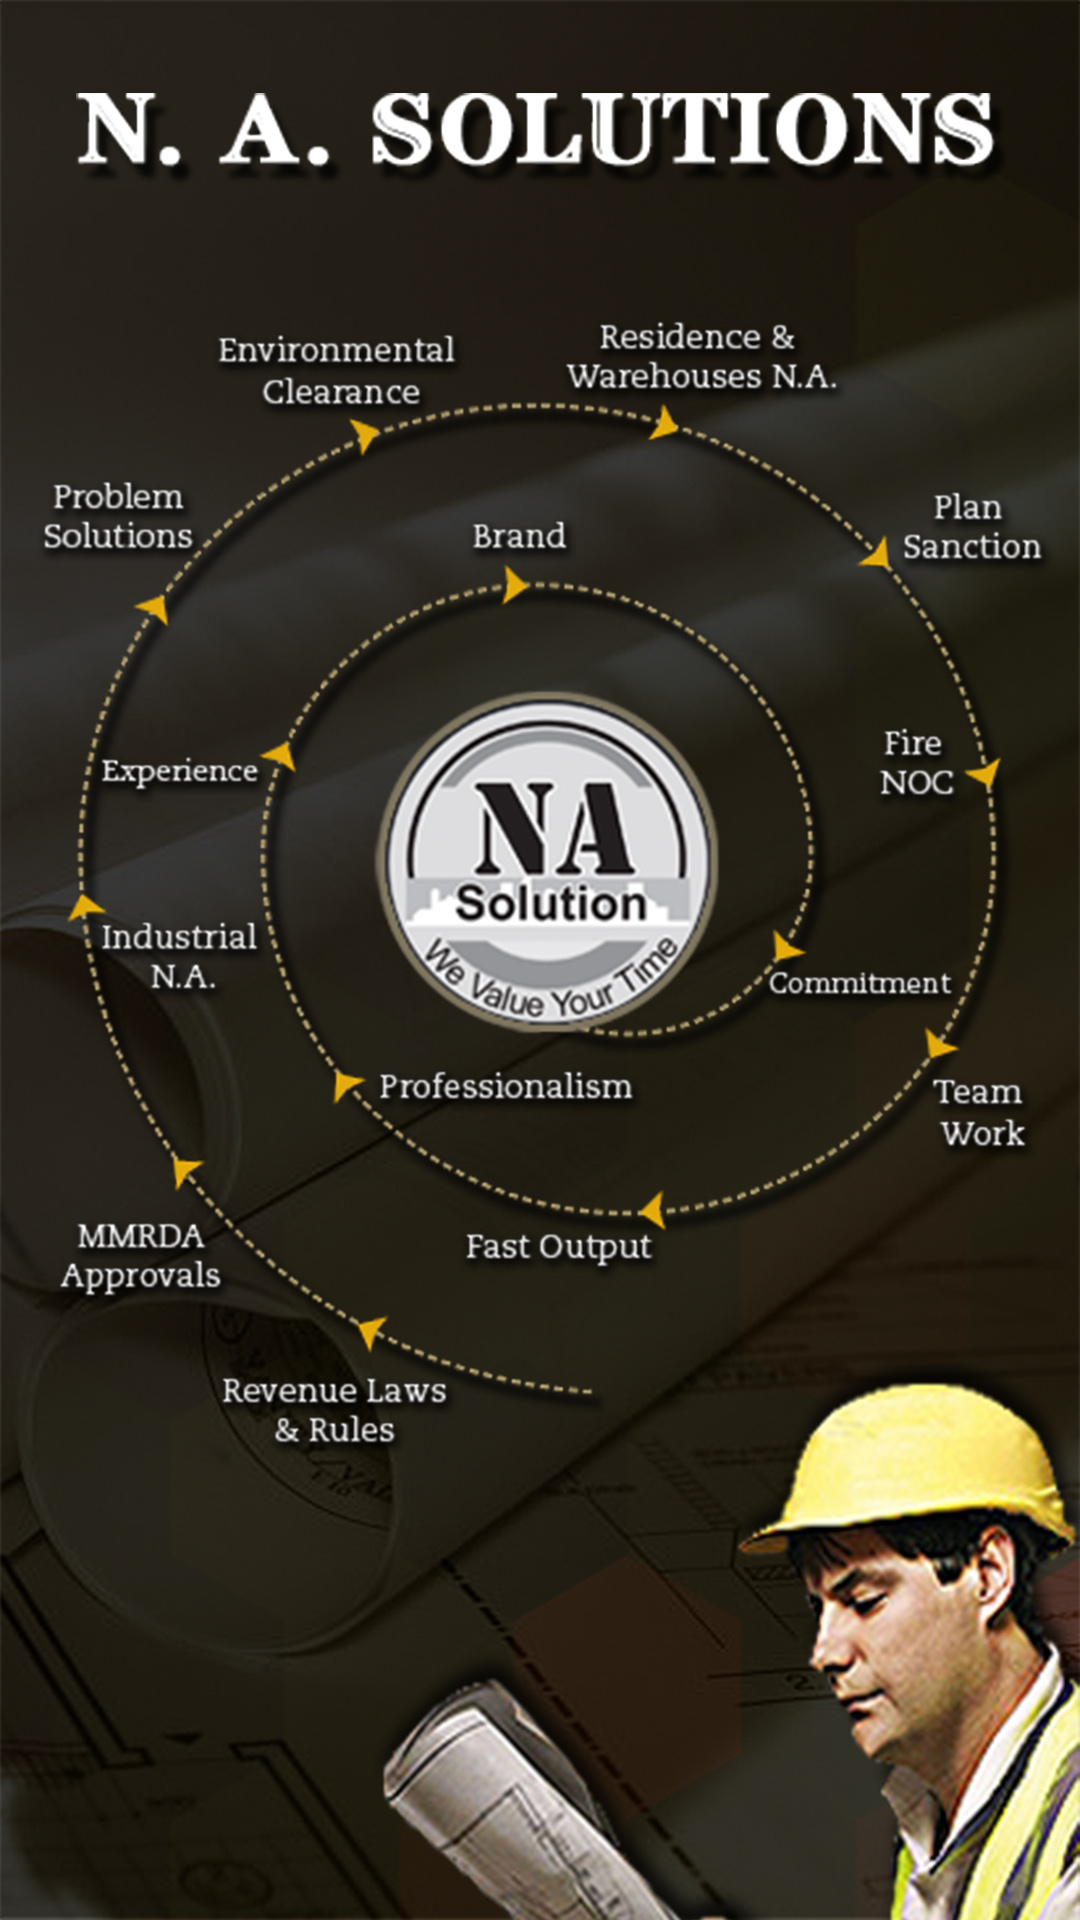 N. A. SOLUTIONS
Environmental
Clearance
Residence &
Warehouses N.A.
Problem
Solutions
Brand
Plan
Sanction
Experience
Fire
NOC
NA
Solution
We Value Your Time
Industrial
N.A.
Commitment
Professionalism
Team
Work
MMRDA
Approvals
Fast Output
Revenue Laws
& Rules